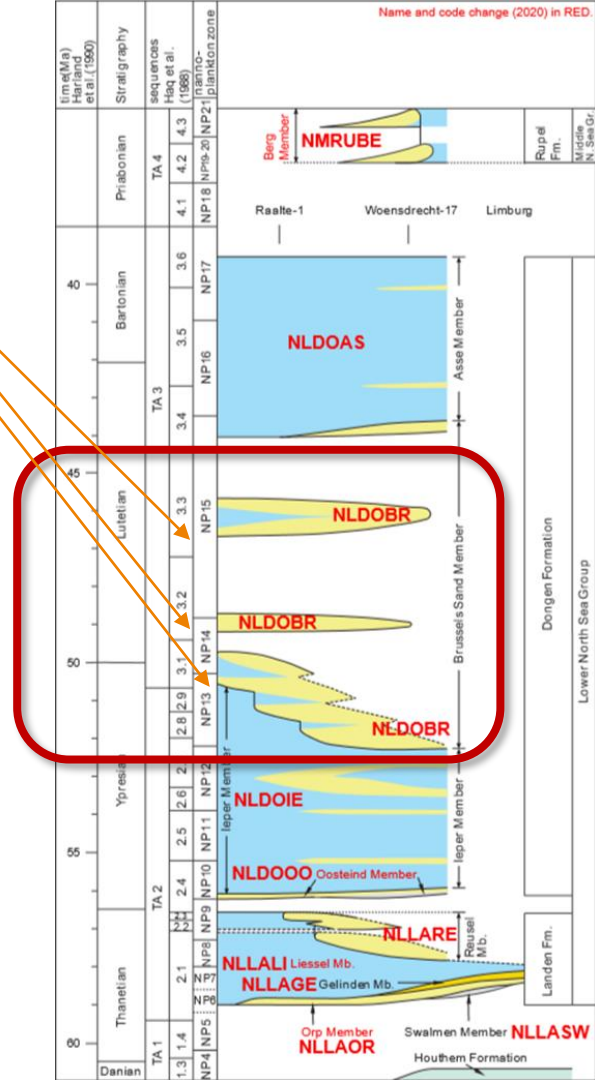 Name and code change (2020) in RED.
time(Ma)
Harland
et al.(1990)
Stratigraphy
sequences
Haq et al.
(1988)
nanno-
plankton zone
Priabonian
TA 4
4.3
4.2
4.1
NP21
NP19-20
NP18
Berg
Member
NMRUBE
Rupel
Fm.
Middle
N. Sea Gr.
Raalte-1
Woensdrecht-17
Limburg
40
Bartonian
TA 3
3.6
3.5
3.4
NP17
NP16
NLDOAS
Asse Member
45
Lutetian
3.3
3.2
3.1
NP15
NP14
NLDOBR
NLDOBR
NLDOBR
Brussels Sand Member
Dongen Formation
Lower North Sea Group
50
Ypresian
2.9
2.8
2.6
2.5
2.4
NP13
NP12
NP11
NP10
Ieper Member
NLDOIE
Ieper Member
55
TA 2
NLDOOO Oosteind Member
2.2
2.1
NP9
NP8
NP7
NP6
NLLARE
Reusel
Mb.
NLLALI Liessel Mb.
NLLAGE Gelinden Mb.
Landen Fm.
Thanetian
60
TA 1
1.4
1.3
NP5
NP4
Orp Member
NLLAOR
Swalmen Member NLLASW
Houthem Formation
Danian